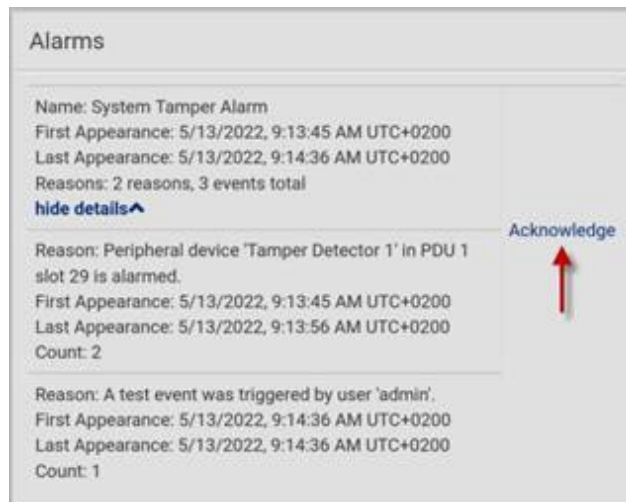 Alarms
Name: System Tamper Alarm
First Appearance: 5/13/2022, 9:13:45 AM UTC+0200
Last Appearance: 5/13/2022, 9:14:36 AM UTC+0200
Reasons: 2 reasons, 3 events total
hide details
Acknowledge
Reason: Peripheral device 'Tamper Detector 1' in PDU 1
slot 29 is alarmed.
First Appearance: 5/13/2022, 9:13:45 AM UTC+0200
Last Appearance: 5/13/2022, 9:13:56 AM UTC+0200
Count: 2
Reason: A test event was triggered by user 'admin'.
First Appearance: 5/13/2022, 9:14:36 AM UTC+0200
Last Appearance: 5/13/2022, 9:14:36 AM UTC+0200
Count: 1